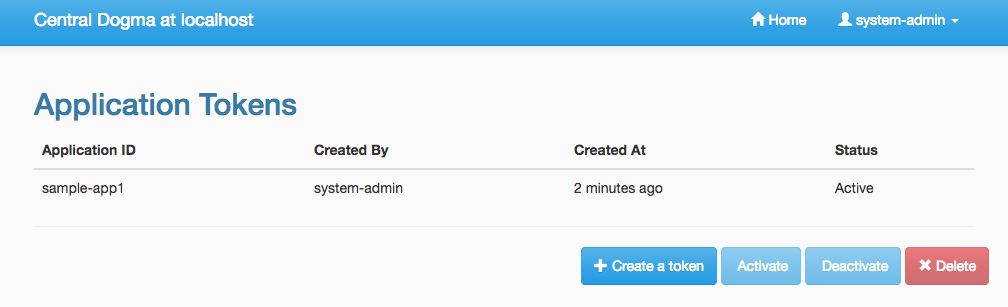 Central Dogma at localhost Home system-admin
Application Tokens
Application ID Created By Created At Status
sample-app1 system-admin 2 minutes ago Active
Create a token Activate Deactivate Delete